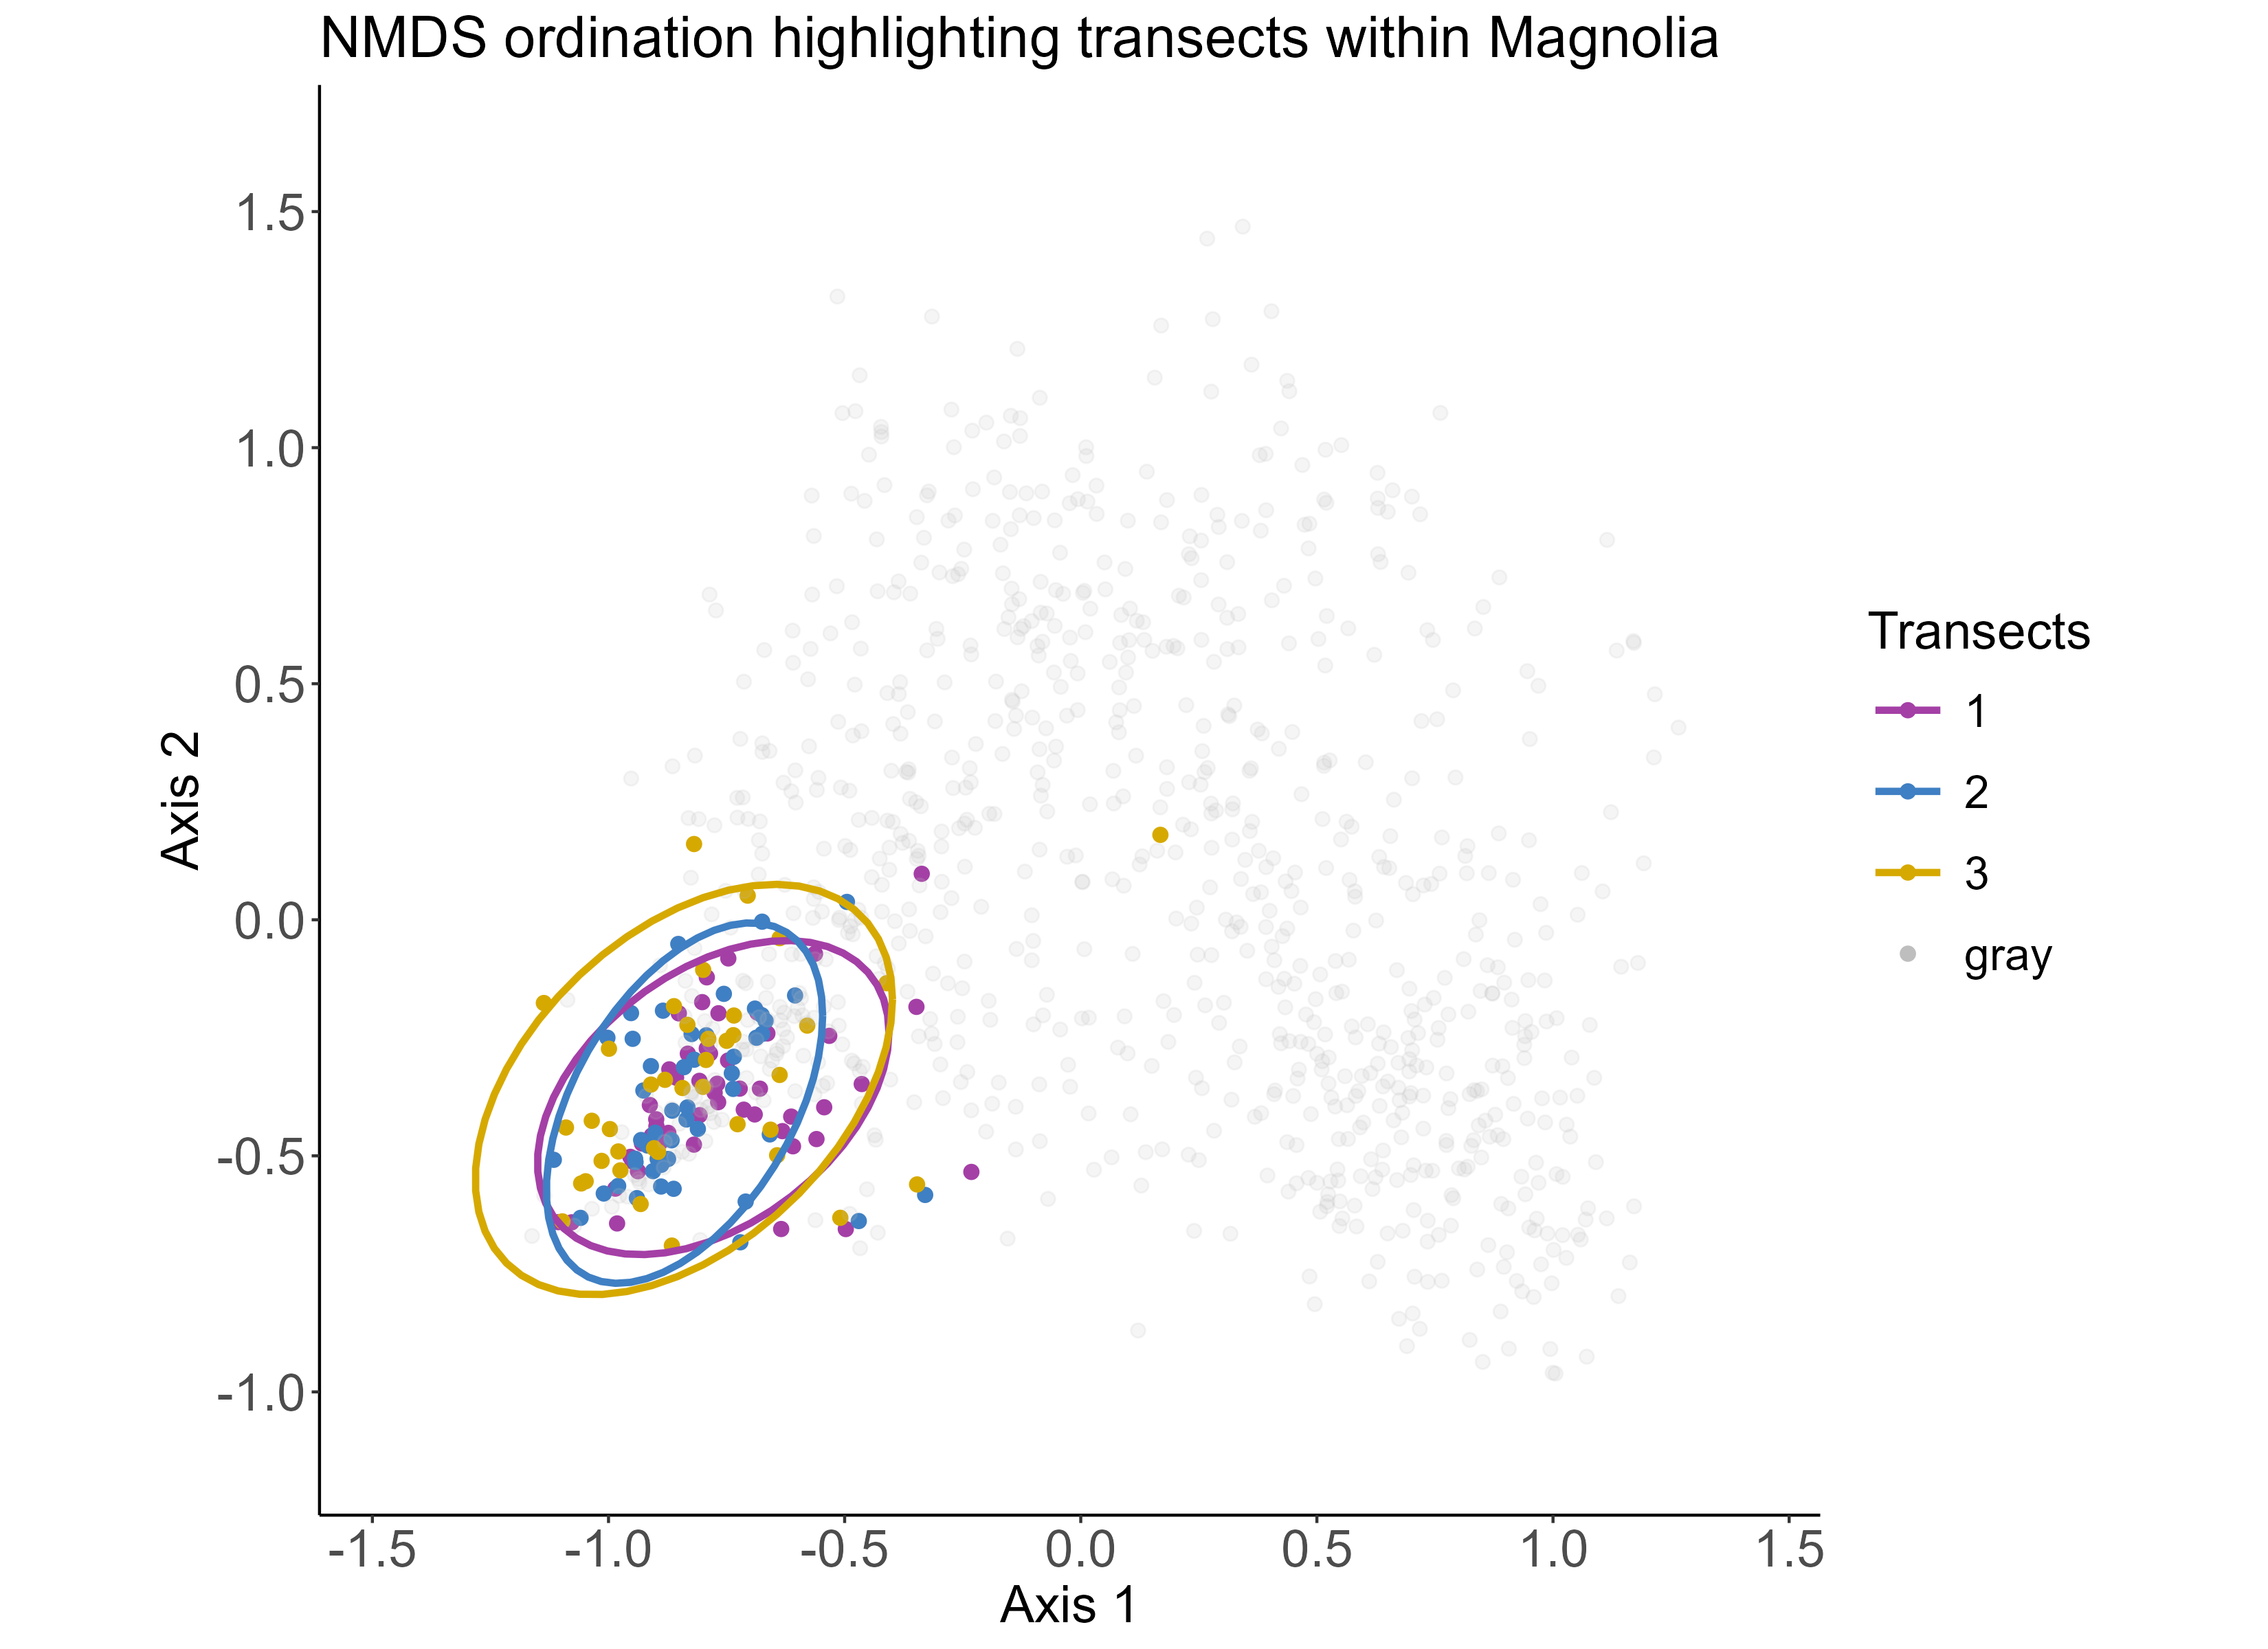 NMDS ordination highlighting transects within Magnolia
1.5
1.0
0.5
0.0
-0.5
-1.0
Axis 2
-1.5 -1.0 -0.5 0.0 0.5 1.0 1.5
Axis 1
Transects
1
2
3
gray